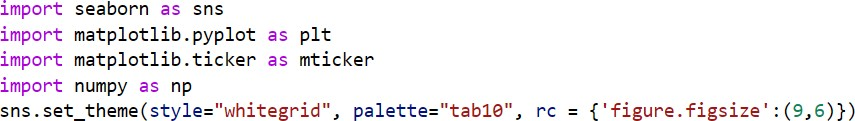 import seaborn as sns
import matplotlib.pyplot as plt
import matplotlib.ticker as mticker
import numpy as np
sns.set_theme(style="whitegrid", palette="tab10", rc = {'figure.figsize':(9,6)})